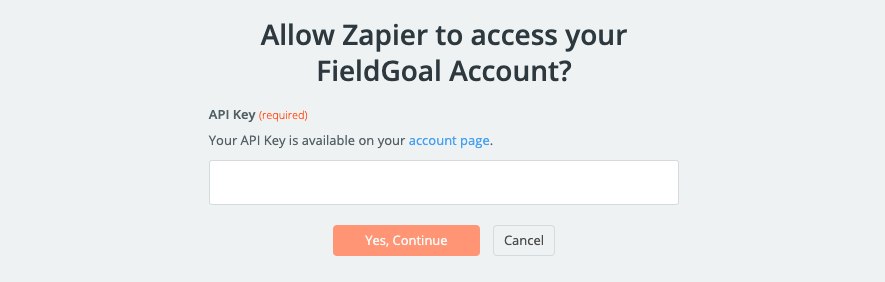 Allow Zapier to access your
FieldGoal Account?
API Key (required)
Your API Key is available on your account page.
Yes, Continue
Cancel